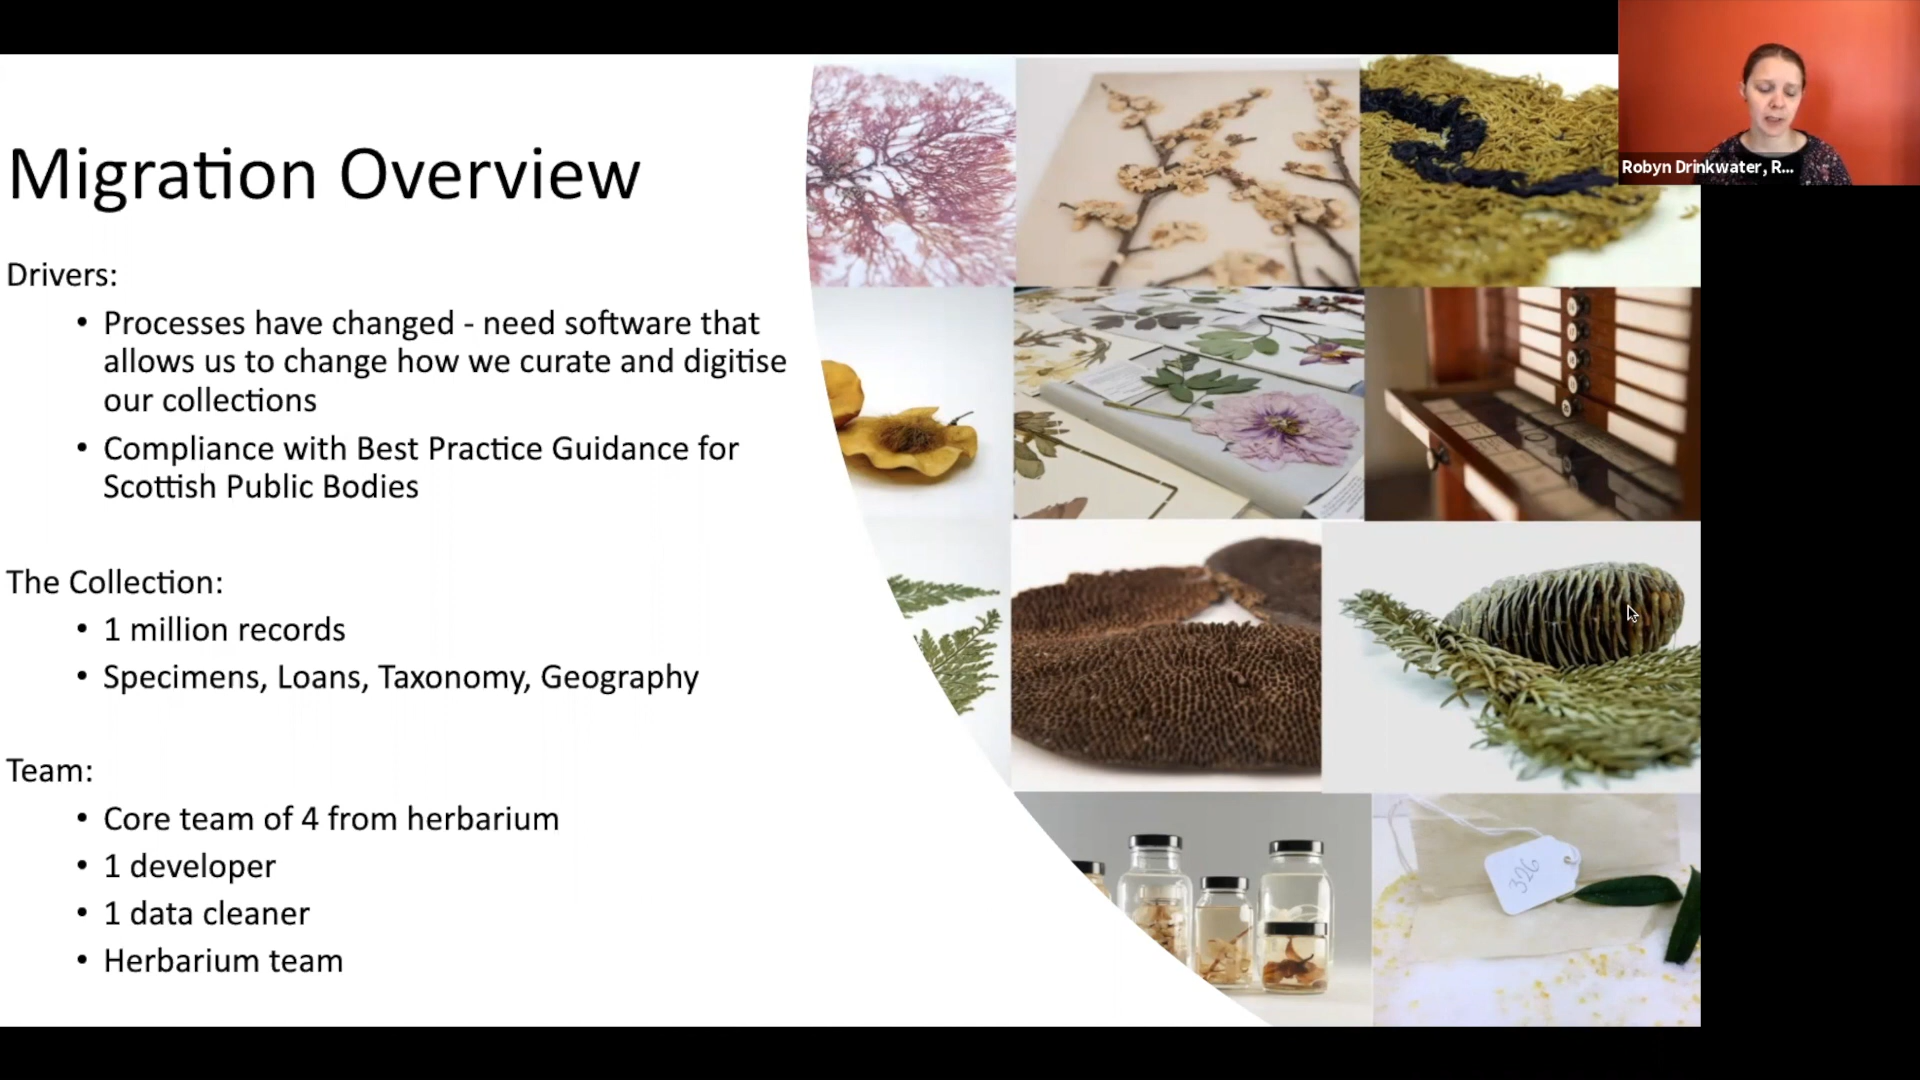 Migration Overview
Drivers:
• Processes have changed - need software that
allows us to change how we curate and digitise
our collections
• Compliance with Best Practice Guidance for
Scottish Public Bodies
The Collection:
• 1 million records
• Specimens, Loans, Taxonomy, Geography
Team:
• Core team of 4 from herbarium
• 1 developer
• 1 data cleaner
• Herbarium team
Robyn Drinkwater, R...
326